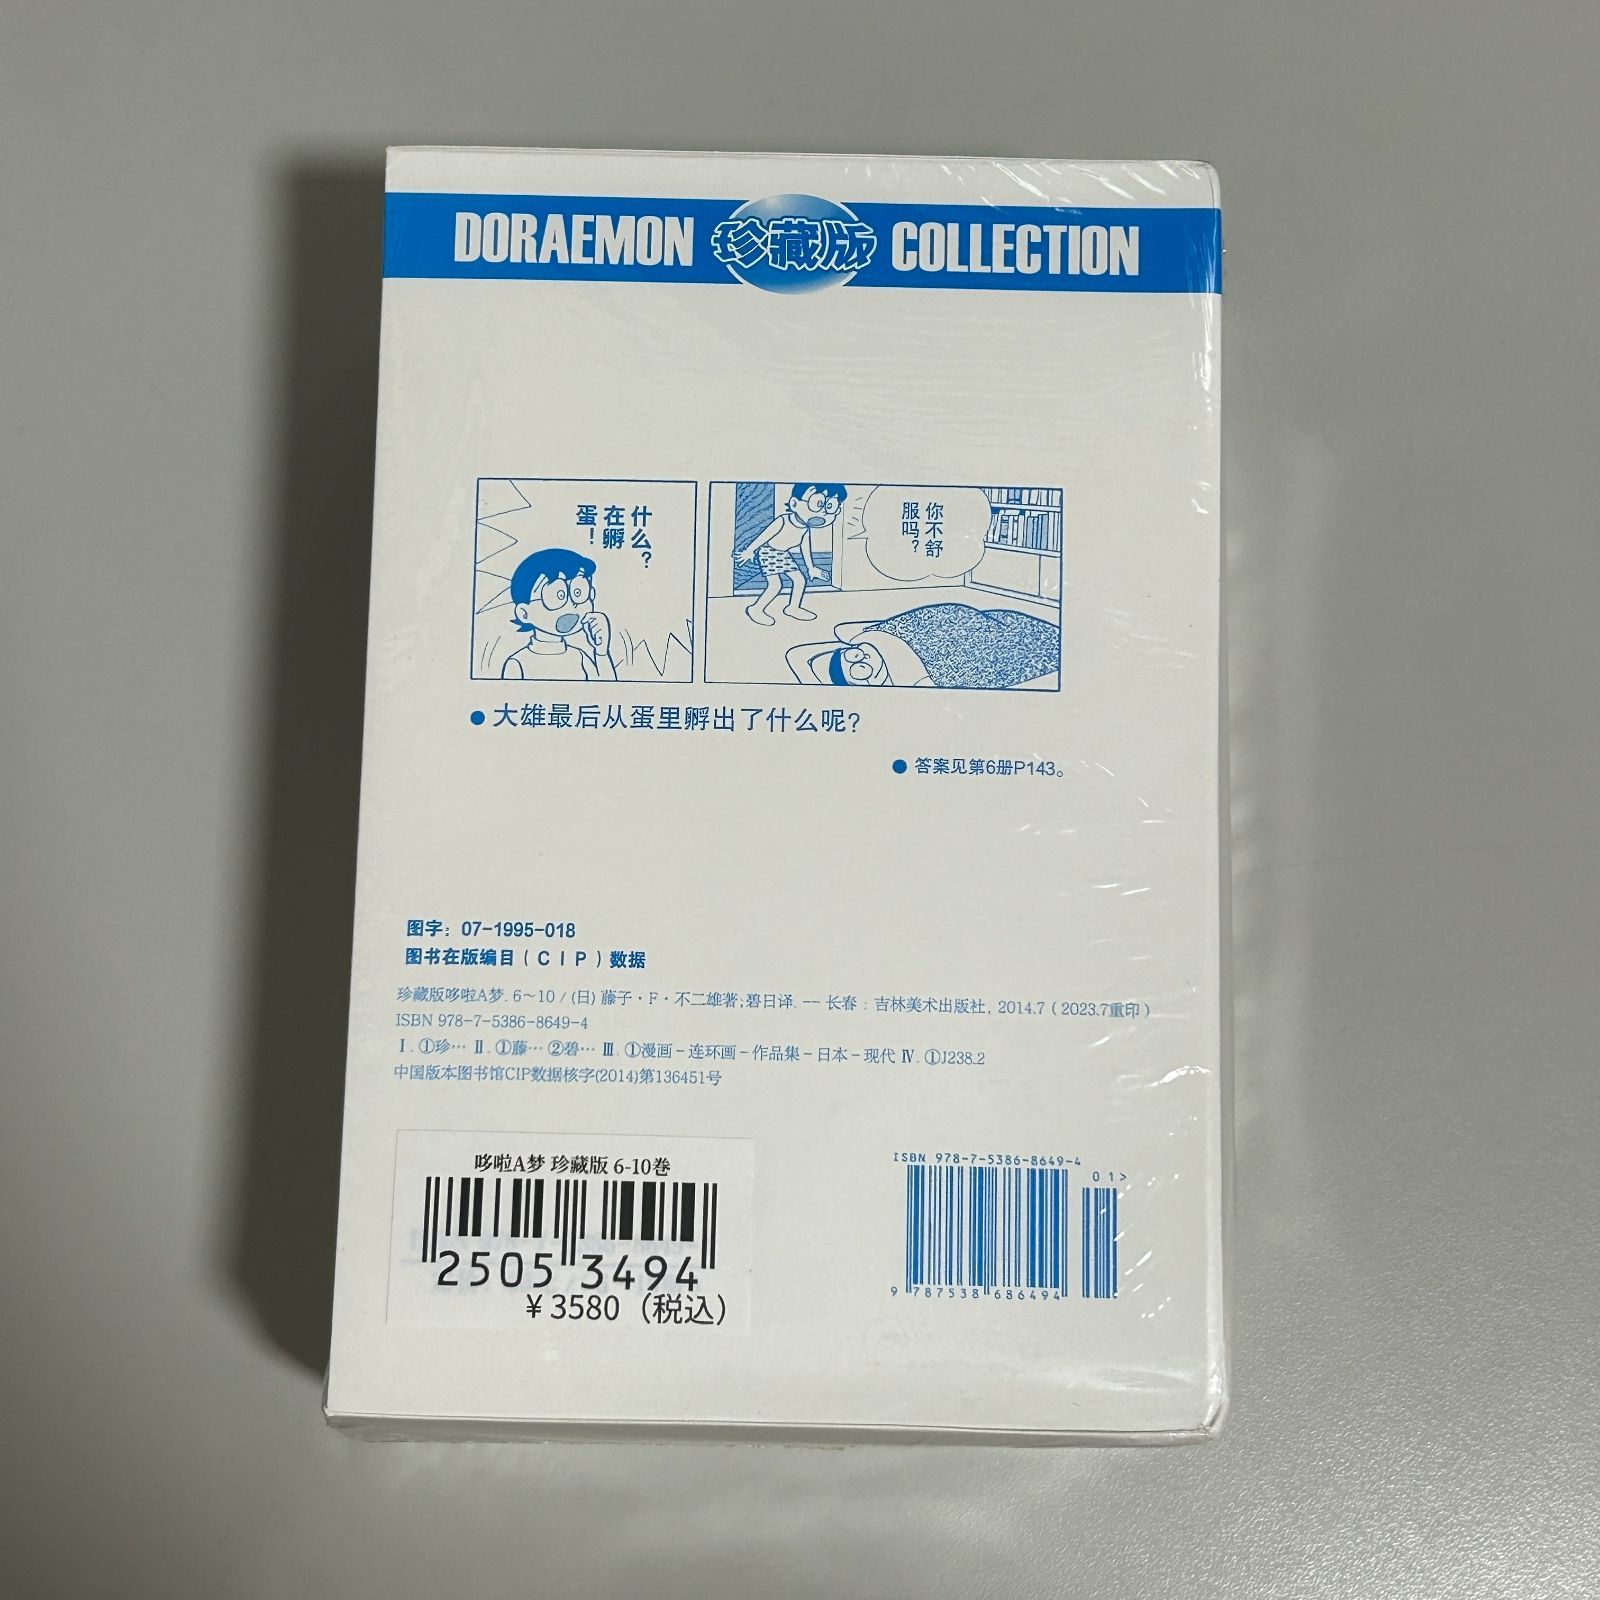 DORAEMON 珍藏版 COLLECTION
什么?
在孵
蛋!
你不舒
服吗?
●大雄最后从蛋里孵出了什么呢?
●答案见第6册P143。
图字：07-1995-018
图书在版编目(CIP)数据
珍藏版哆啦A梦. 6～10 / (日) 藤子·F·不二雄著;碧日译. -- 长春 : 吉林美术出版社, 2014.7 ( 2023.7重印 )
ISBN 978-7-5386-8649-4
Ⅰ. ①珍… Ⅱ. ①藤… ②碧… Ⅲ. ①漫画-连环画-作品集-日本-现代 Ⅳ. ①J238.2
中国版本图书馆CIP数据核字(2014)第136451号
哆啦A梦 珍藏版 6~10卷
2505 3494
¥3580（税込）
ISBN 978-7-5386-8649-4
01>
9 787538 686494